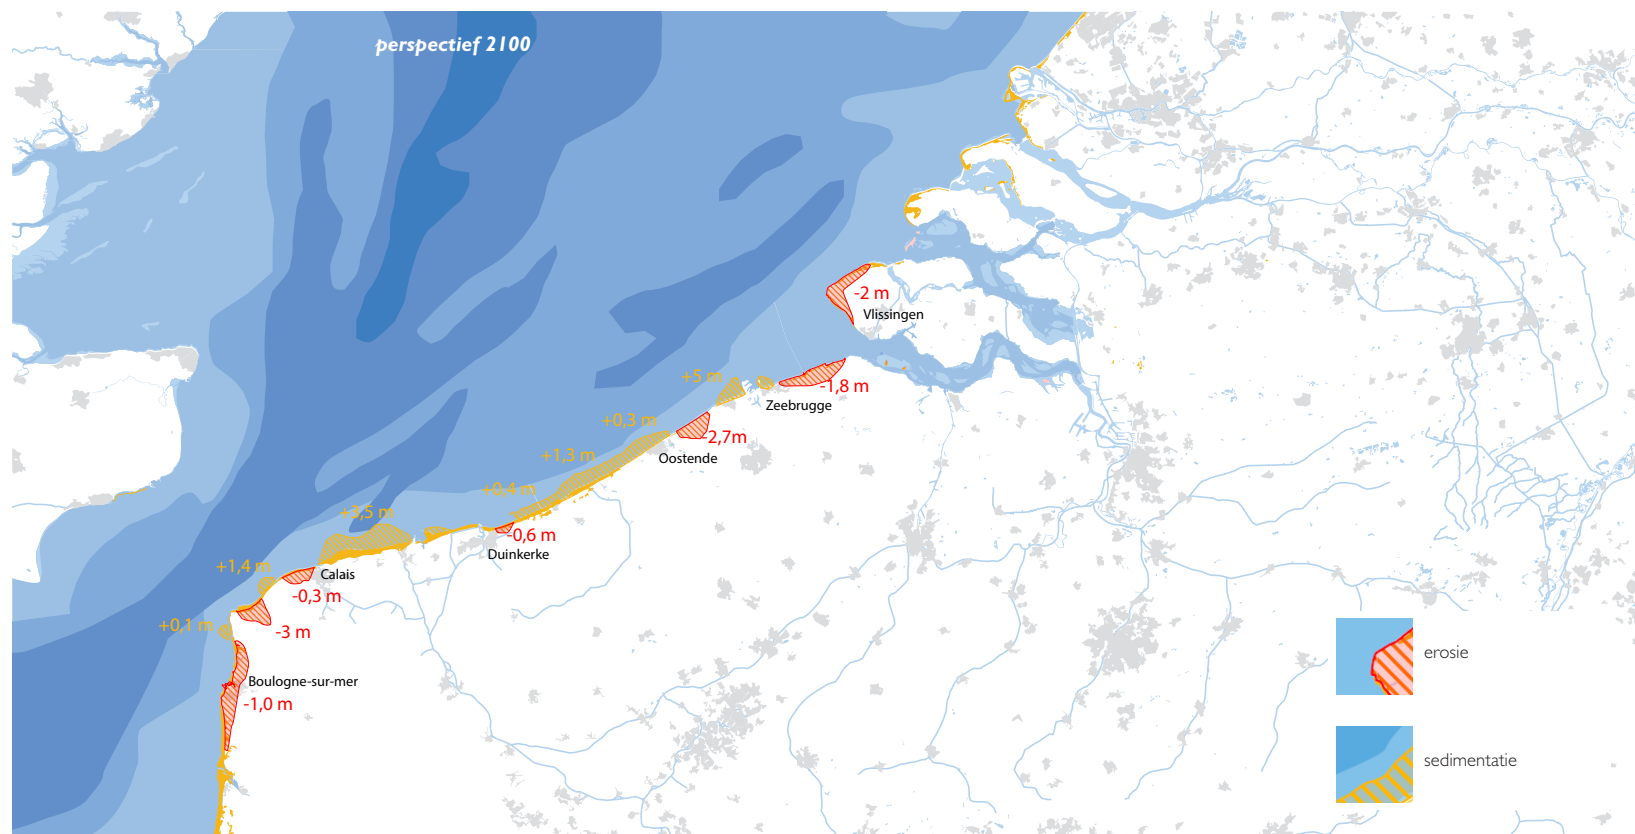 perspectief 2100
-2 m
Vlissingen
+5 m
-1,8 m
Zeebrugge
+0,3 m
-2,7m
+1,3 m
Oostende
+0,4 m
+3,5 m
-0,6 m
Duinkerke
+1,4 m
Calais
-0,3 m
+0,1 m
-3 m
erosie
Boulogne-sur-mer
-1,0 m
sedimentatie